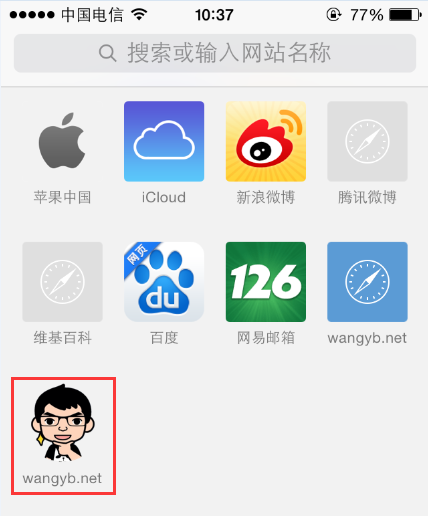 中国电信 10:37 77%
搜索或输入网站名称
苹果中国 iCloud 新浪微博 腾讯微博
网页 du 126
维基百科 百度 网易邮箱 wangyb.net
wangyb.net